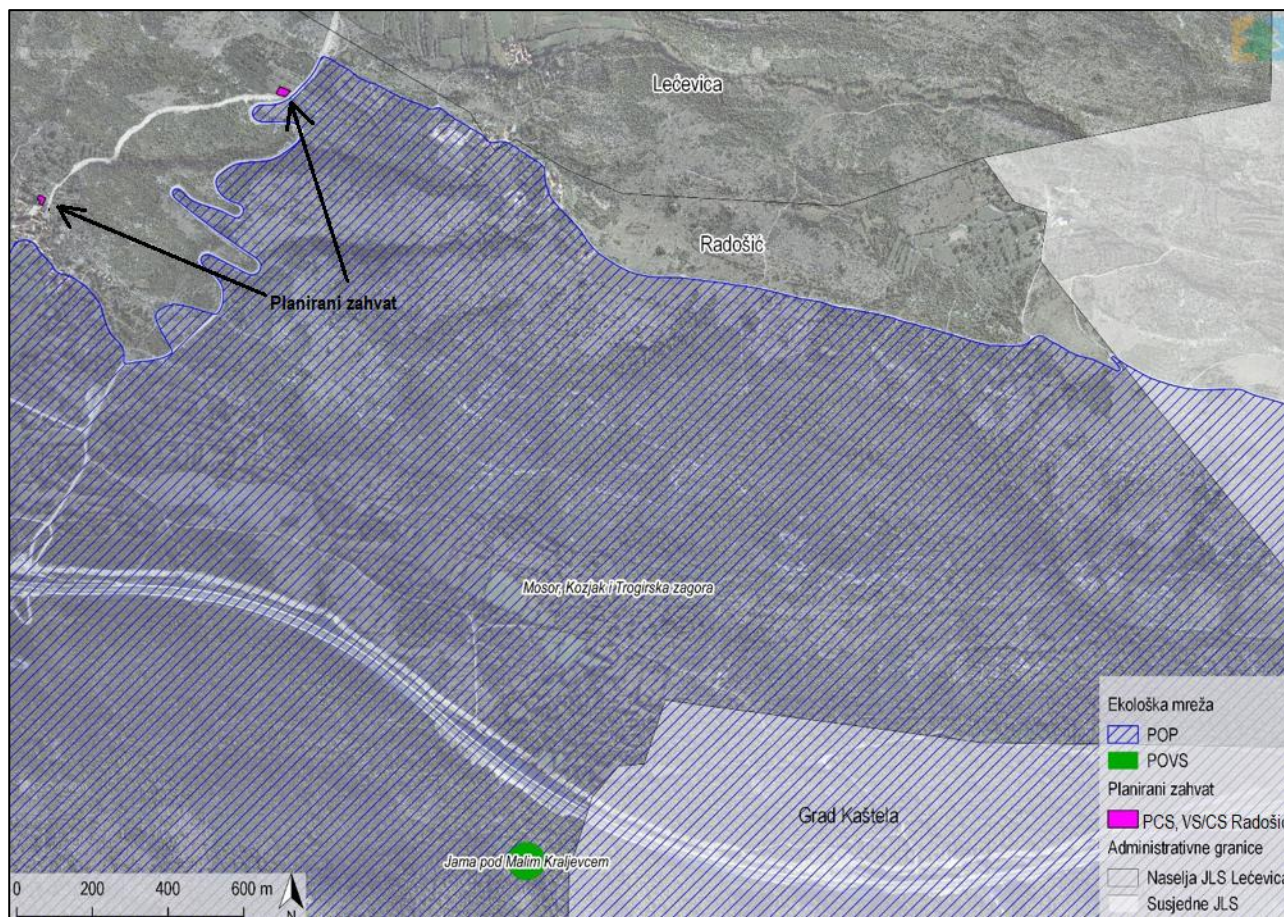 Lećevica
Radošić
Planirani zahvat
Mosor, Kozjak i Trogirska zagora
Grad Kaštela
Jama pod Malim Kraljevcem
0 200 400 600 m
N
Ekološka mreža
POP
POVS
Planirani zahvat
PCS, VS/CS Radošić
Administrativne granice
Naselja JLS Lećevica
Susjedne JLS